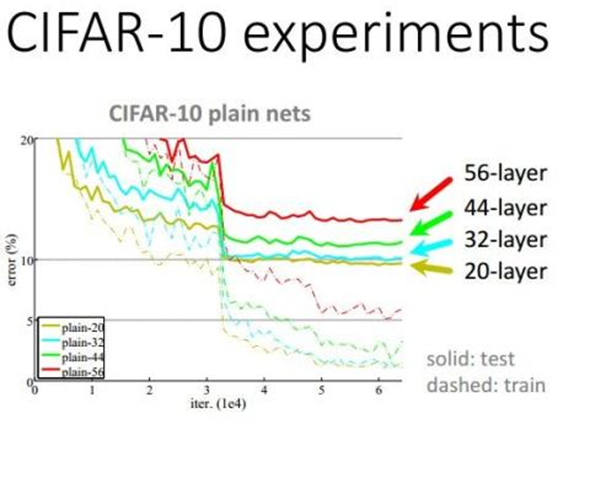 CIFAR-10 experiments
CIFAR-10 plain nets
20
10
5
0
error (%)
0 1 2 3 4 5 6
iter. (1e4)
plain-20
plain-32
plain-44
plain-56
56-layer
44-layer
32-layer
20-layer
solid: test
dashed: train